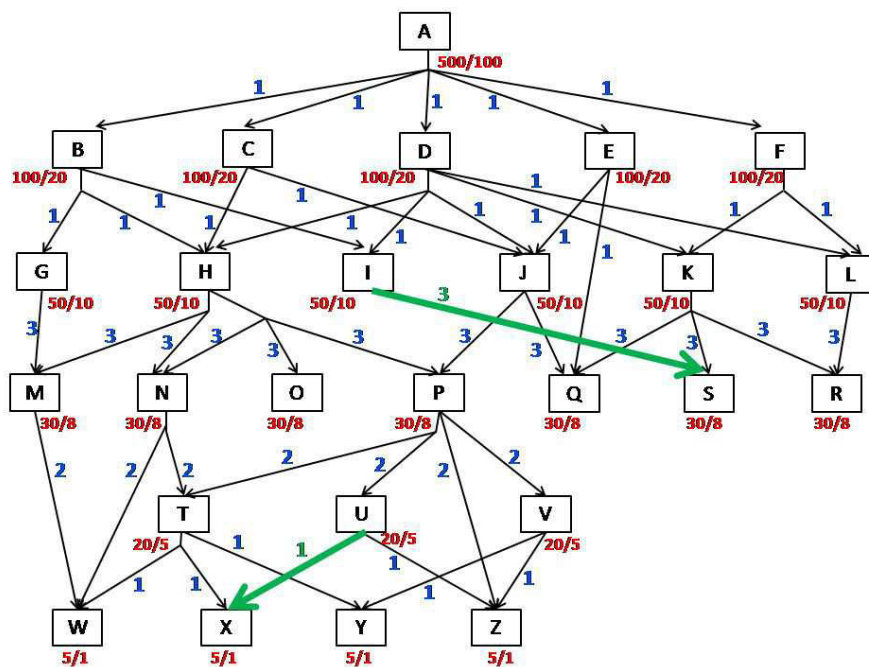 A
500/100
1 1 1 1 1
B C D E F
100/20 100/20 100/20 100/20 100/20
1 1 1 1 1 1 1 1 1 1 1 1
G H I J K L
50/10 50/10 50/10 50/10 50/10 50/10
3
3 3 3 3 3 3 3 3 3 3 3 3
M N O P Q S R
30/8 30/8 30/8 30/8 30/8 30/8 30/8
2 2 2 2 2 2 2
T U V
20/5 20/5 20/5
1 1 1 1 1 1 1
W X Y Z
5/1 5/1 5/1 5/1